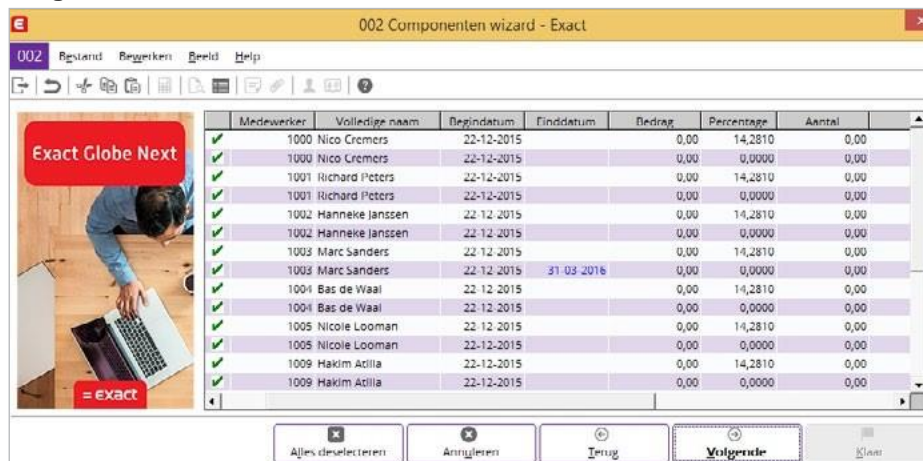 002 Componenten wizard - Exact
002 Bestand Bewerken Beeld Help
Exact Globe Next
= exact
Medewerker Volledige naam Begindatum Einddatum Bedrag Percentage Aantal
1000 Nico Cremers 22-12-2015 0,00 14,2810 0,00
1000 Nico Cremers 22-12-2015 0,00 0,0000 0,00
1001 Richard Peters 22-12-2015 0,00 14,2810 0,00
1001 Richard Peters 22-12-2015 0,00 0,0000 0,00
1002 Hanneke Janssen 22-12-2015 0,00 14,2810 0,00
1002 Hanneke Janssen 22-12-2015 0,00 0,0000 0,00
1003 Marc Sanders 22-12-2015 0,00 14,2810 0,00
1003 Marc Sanders 22-12-2015 31-03-2016 0,00 0,0000 0,00
1004 Bas de Waal 22-12-2015 0,00 14,2810 0,00
1004 Bas de Waal 22-12-2015 0,00 0,0000 0,00
1005 Nicole Looman 22-12-2015 0,00 14,2810 0,00
1005 Nicole Looman 22-12-2015 0,00 0,0000 0,00
1009 Hakim Atilla 22-12-2015 0,00 14,2810 0,00
1009 Hakim Atilla 22-12-2015 0,00 0,0000 0,00
Alles deselecteren Annuleren Terug Volgende Klaar